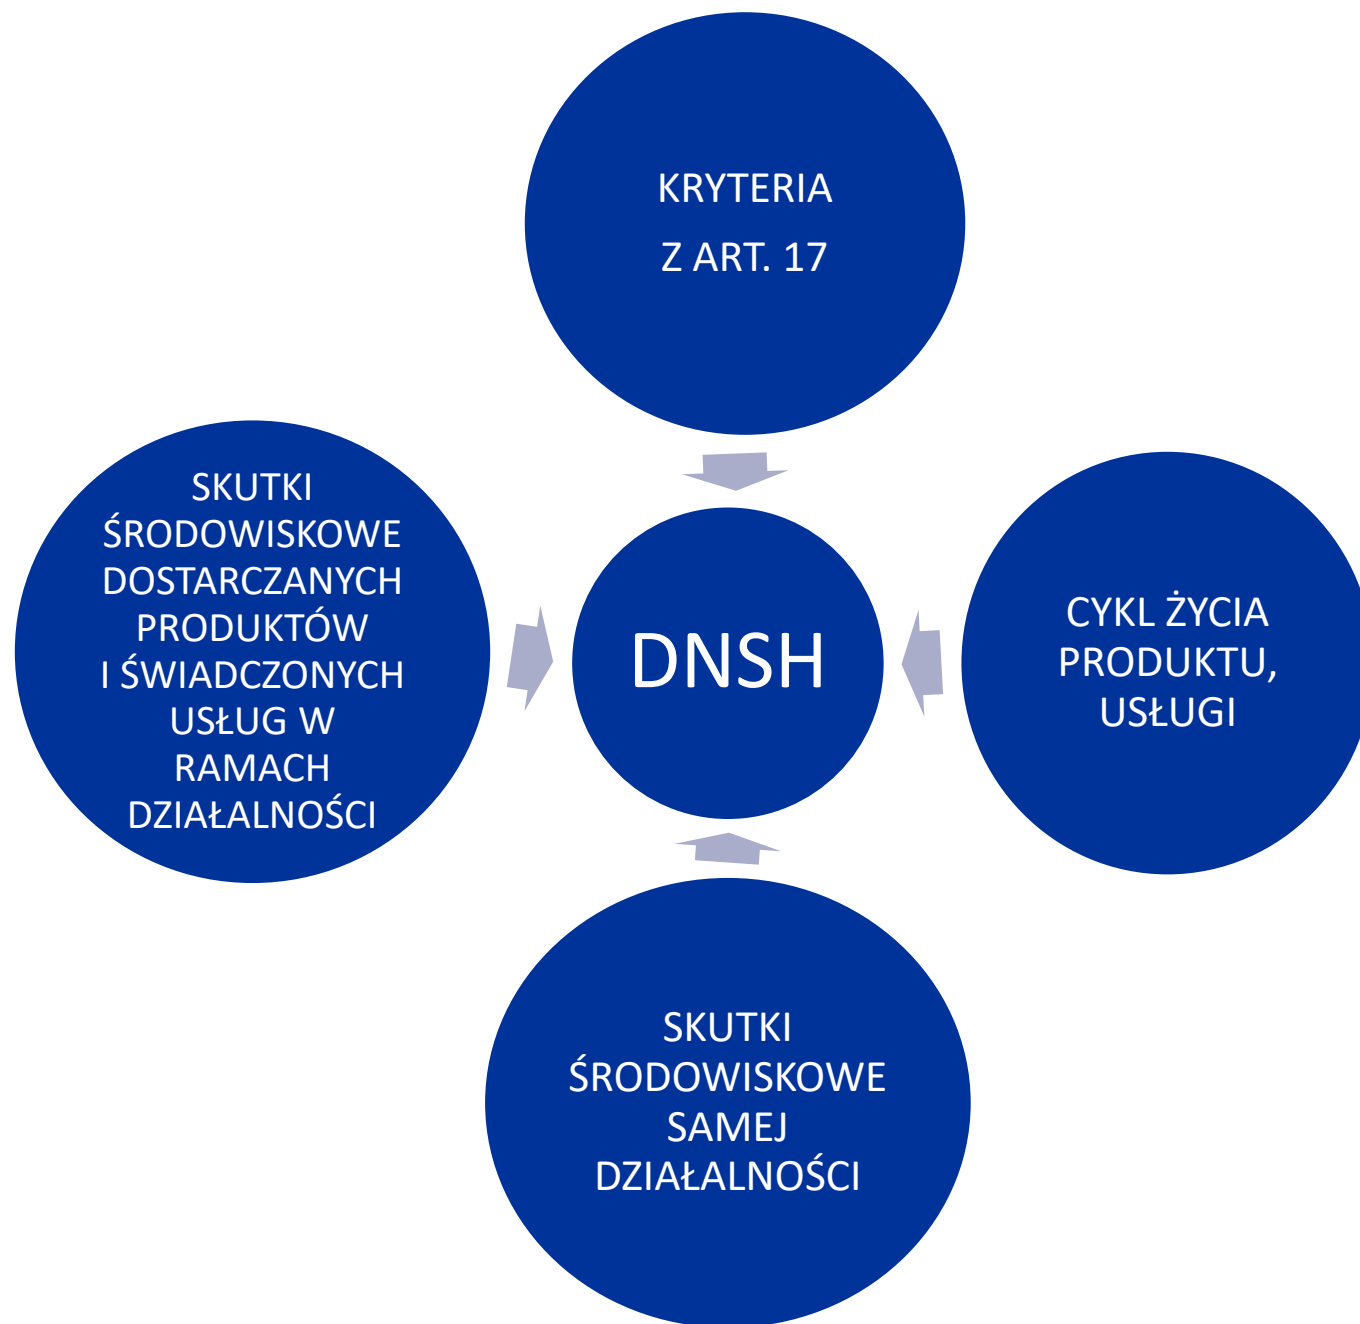 KRYTERIA
Z ART. 17
SKUTKI
ŚRODOWISKOWE
DOSTARCZANYCH
PRODUKTÓW
I ŚWIADCZONYCH
USŁUG W
RAMACH
DZIAŁALNOŚCI
DNSH
CYKL ŻYCIA
PRODUKTU,
USŁUGI
SKUTKI
ŚRODOWISKOWE
SAMEJ
DZIAŁALNOŚCI